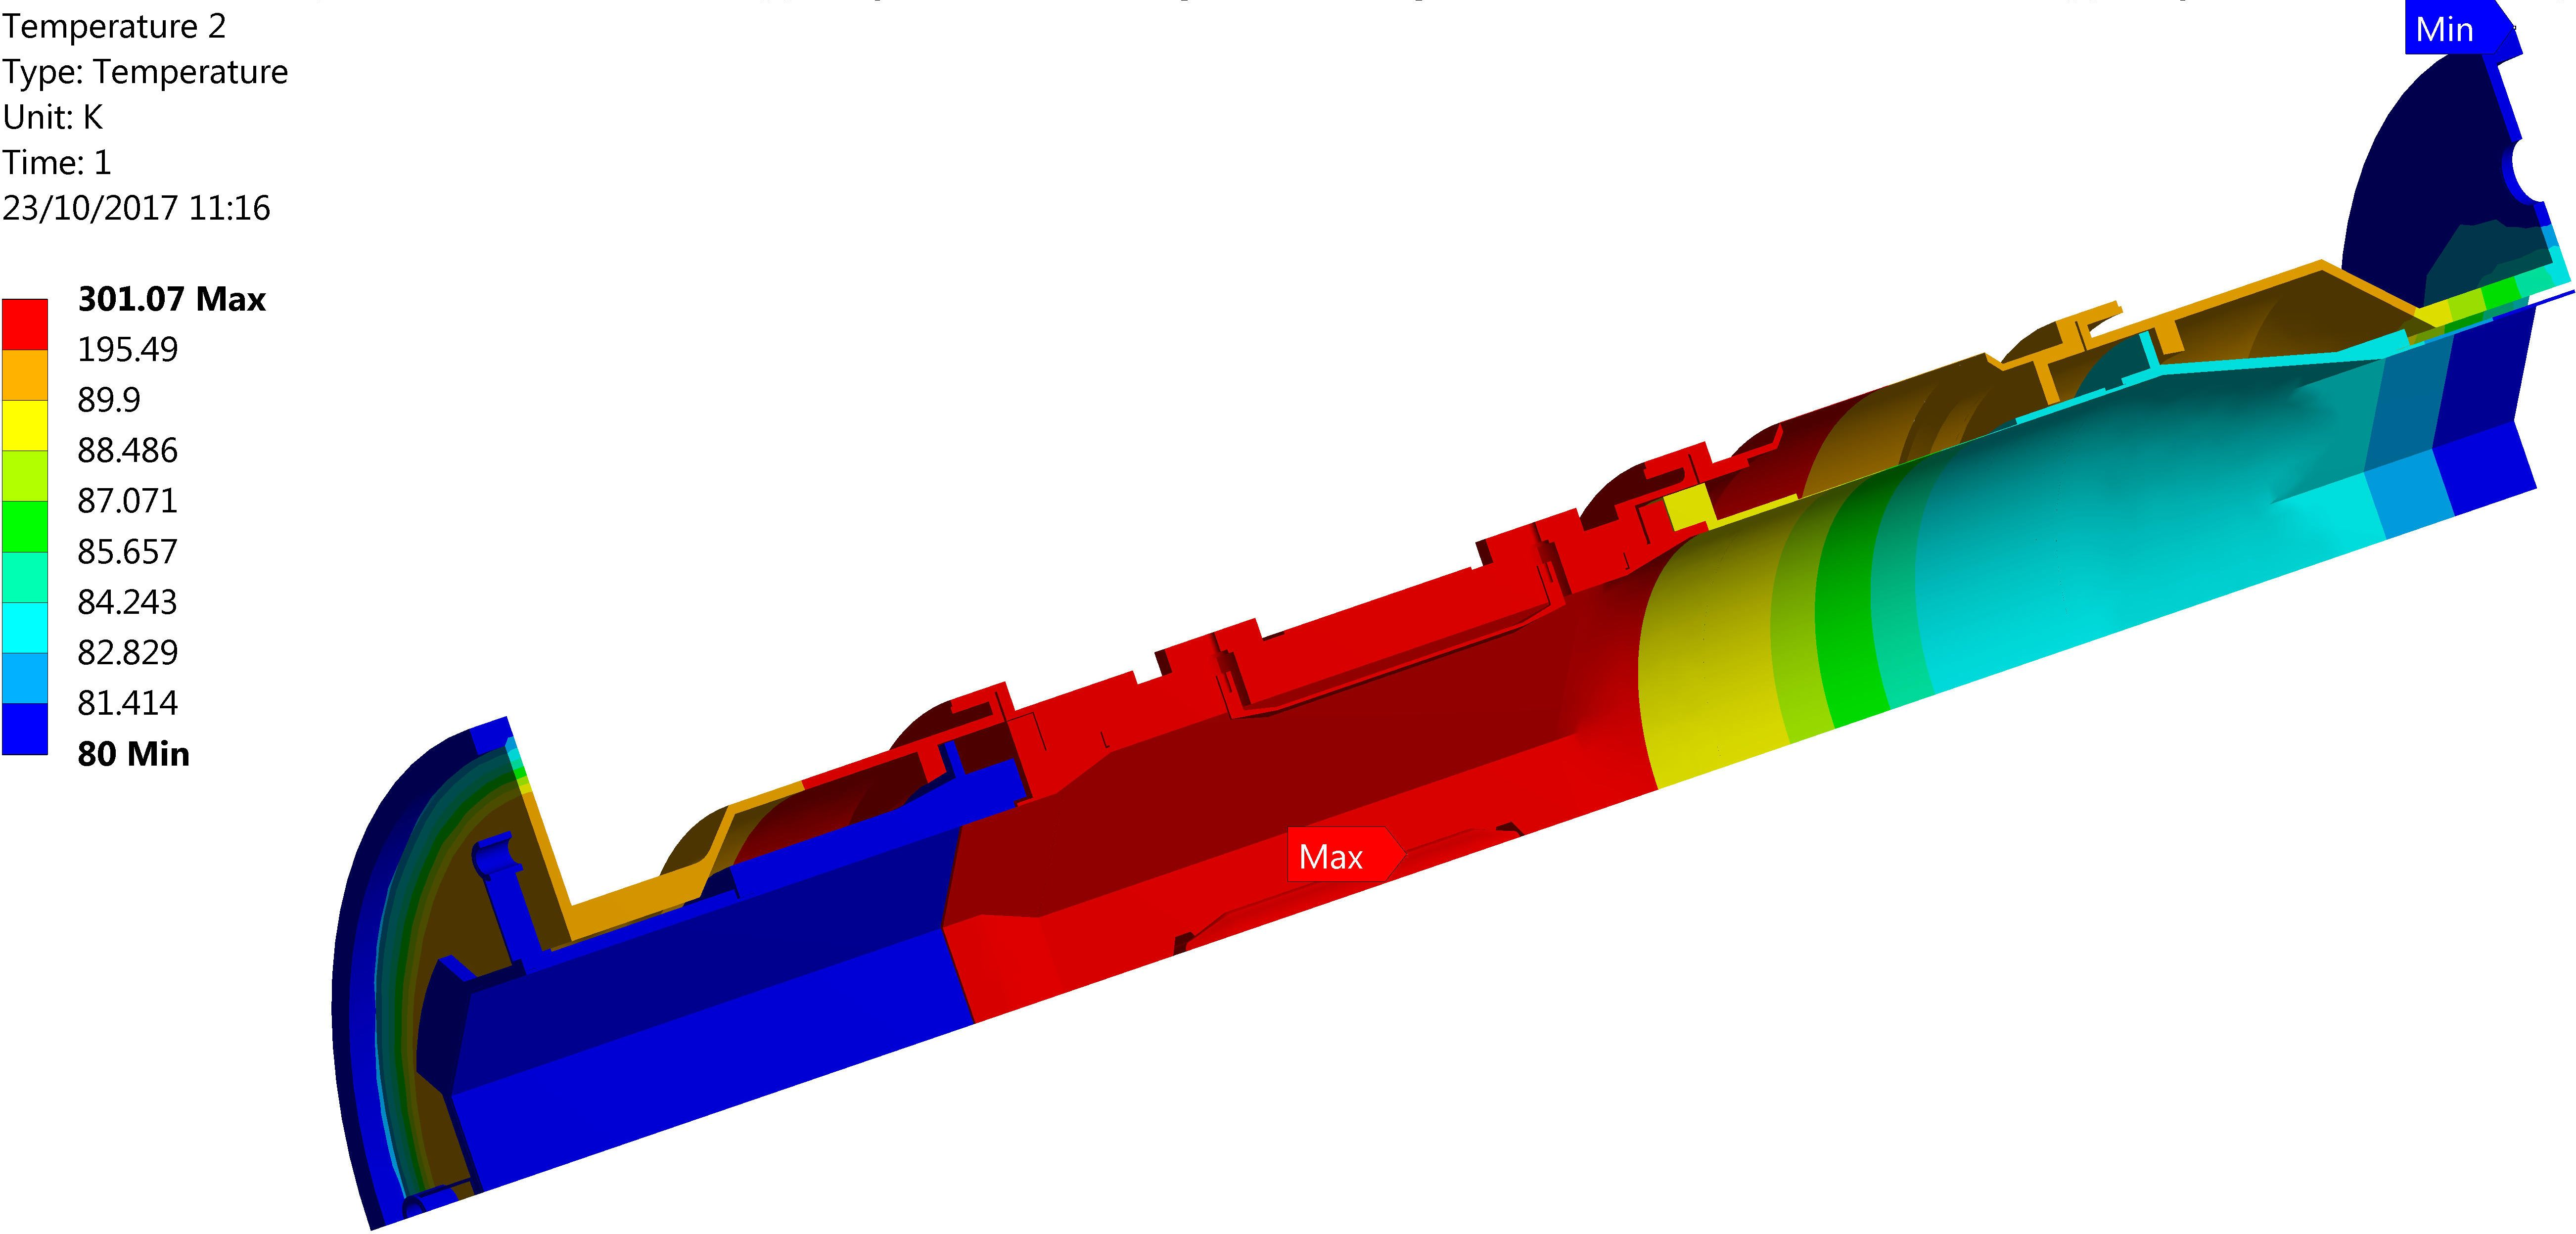 Temperature 2
Type: Temperature
Unit: K
Time: 1
23/10/2017 11:16
301.07 Max
195.49
89.9
88.486
87.071
85.657
84.243
82.829
81.414
80 Min
Min
Max